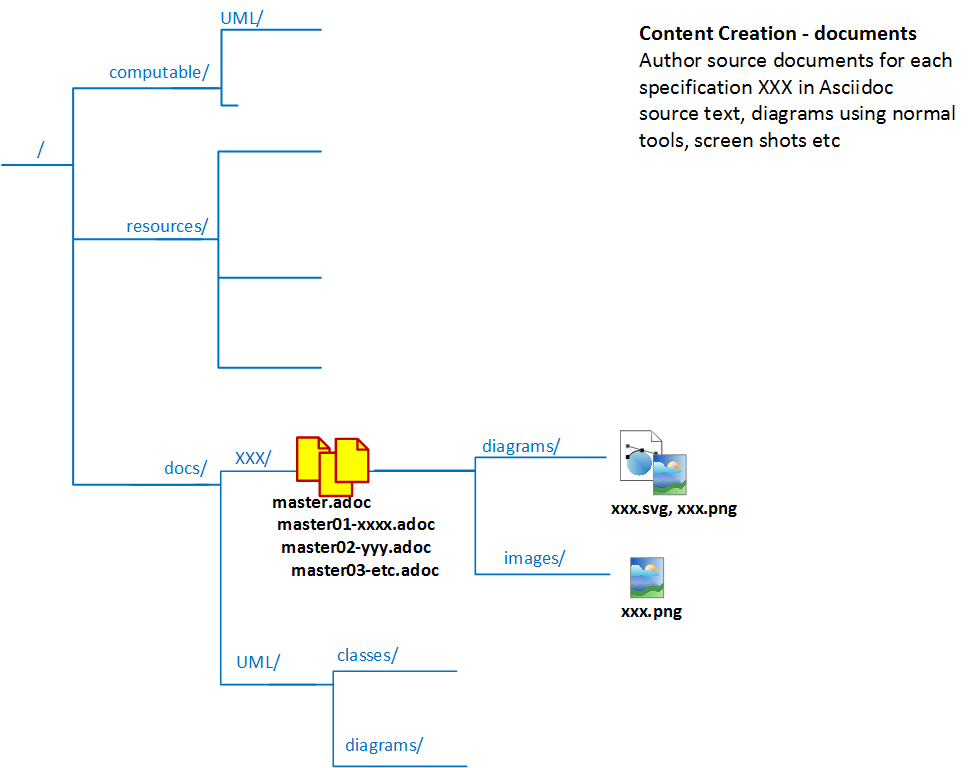 UML/
Content Creation - documents
Author source documents for each
specification XXX in Asciidoc
source text, diagrams using normal
tools, screen shots etc
computable/
/
resources/
docs/
XXX/
master.adoc
master01-xxxx.adoc
master02-yyy.adoc
master03-etc.adoc
diagrams/
xxx.svg, xxx.png
images/
xxx.png
UML/
classes/
diagrams/